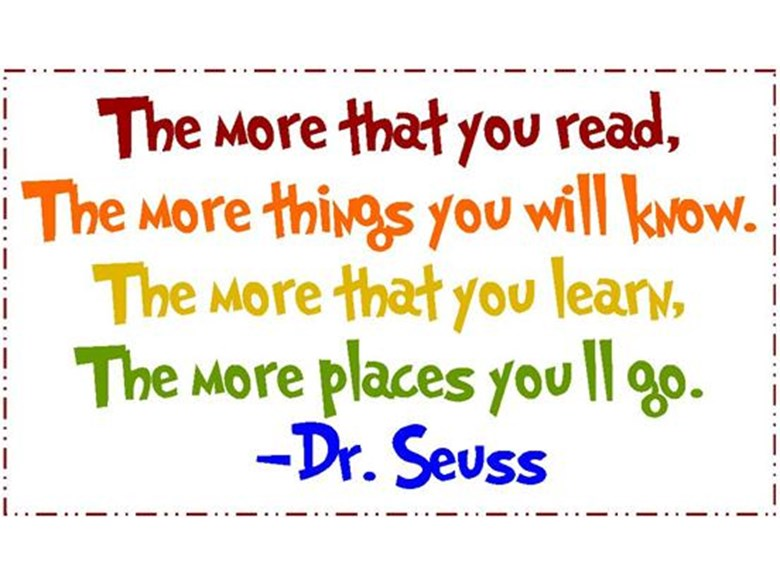 The more that you read,
The more things you will know.
The more that you learn,
The more places you ll go.
-Dr. Seuss